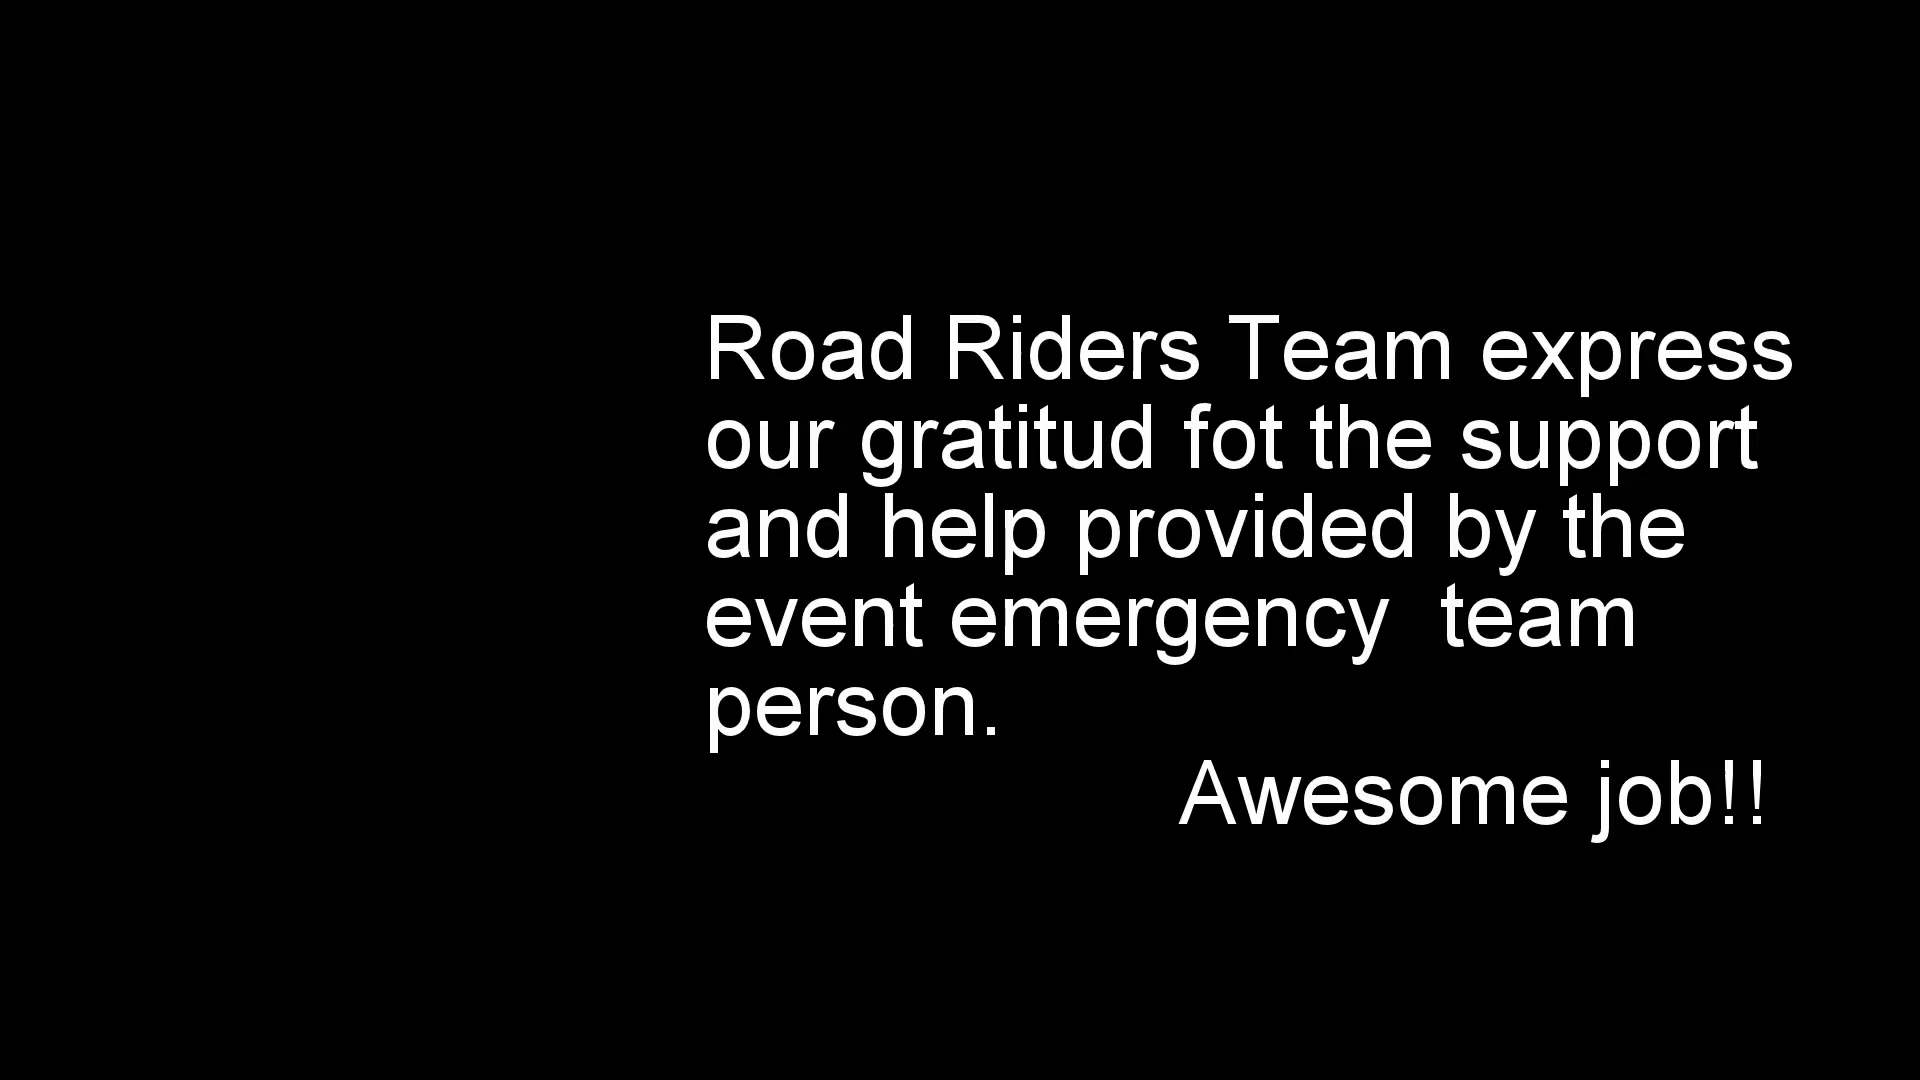 Road Riders Team express
our gratitud fot the support
and help provided by the
event emergency  team
person.
Awesome job!!